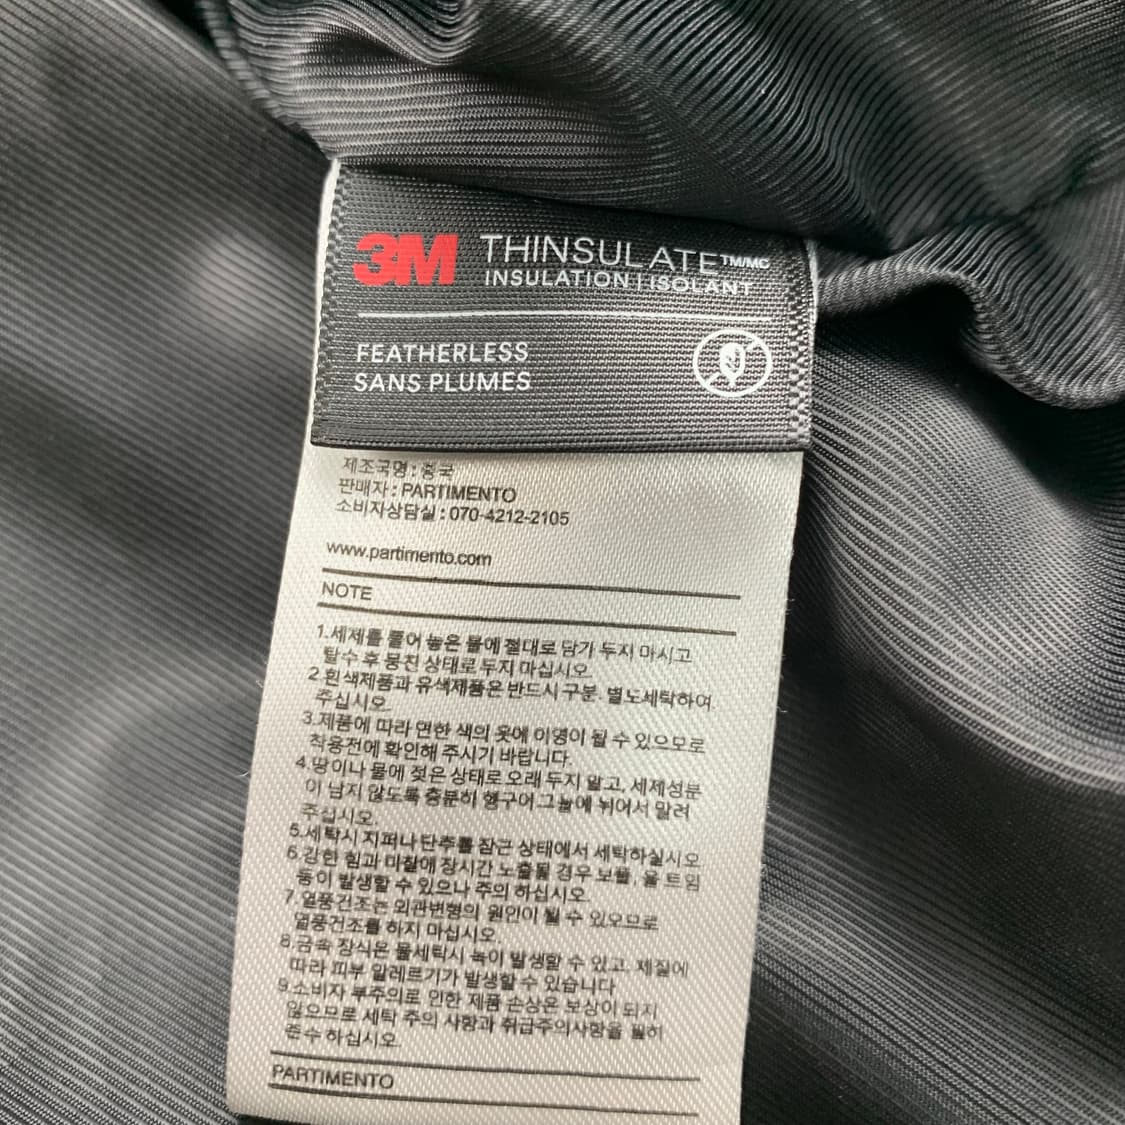 3M THINSULATE™/MC
INSULATION | ISOLANT
FEATHERLESS
SANS PLUMES
제조국명 : 중국
판매자 : PARTIMENTO
소비자상담실 : 070-4212-2105
www.partimento.com
NOTE
1.세제를 풀어 놓은 물에 절대로 담가 두지 마시고
탈수 후 뭉친 상태로 두지 마십시오.
2.흰색제품과 유색제품은 반드시 구분. 별도세탁하여
주십시오.
3.제품에 따라 연한 색의 옷에 이염이 될 수 있으므로
착용전에 확인해 주시기 바랍니다.
4.땀이나 물에 젖은 상태로 오래 두지 말고, 세제성분
이 남지 않도록 충분히 헹구어 그늘에 뉘어서 말려
주십시오.
5.세탁시 지퍼나 단추를 잠근 상태에서 세탁하십시오.
6.강한 힘과 마찰에 장시간 노출될 경우 보풀, 올 트임
등이 발생할 수 있으나 주의 하십시오.
7.열풍건조는 외관변형의 원인이 될 수 있으므로
열풍건조를 하지 마십시오.
8.금속 장식은 물세탁시 녹이 발생할 수 있고. 체질에
따라 피부 알레르기가 발생할 수 있습니다
9.소비자 부주의로 인한 제품 손상은 보상이 되지
않으므로 세탁 주의 사항과 취급주의사항을 필히
준수 하십시오.
PARTIMENTO